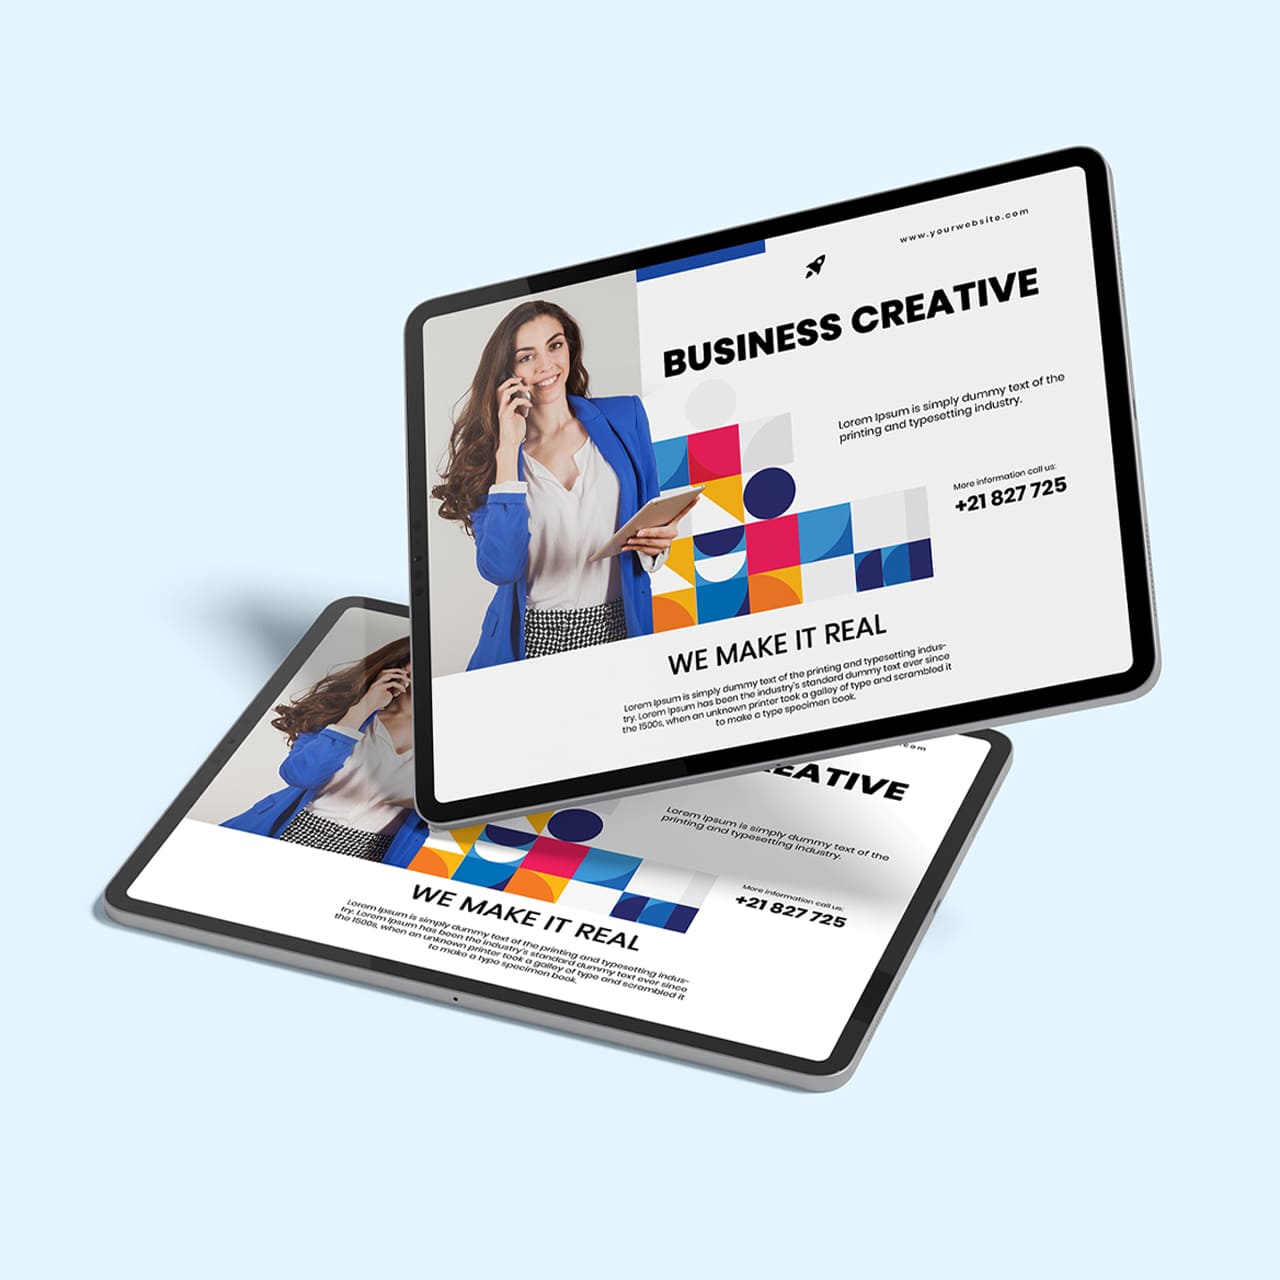 www.yourwebsite.com
BUSINESS CREATIVE
Lorem Ipsum is simply dummy text of the
printing and typesetting industry.
More information call us:
+21 827 725
WE MAKE IT REAL
Lorem Ipsum is simply dummy text of the printing and typesetting indus-
try. Lorem Ipsum has been the industry's standard dummy text ever since
the 1500s, when an unknown printer took a galley of type and scrambled it
to make a type specimen book.
.com
EATIVE
Lorem Ipsum is simply dummy text of the
printing and typesetting industry.
More information call us:
+21 827 725
WE MAKE IT REAL
Lorem Ipsum is simply dummy text of the printing and typesetting indus-
try. Lorem Ipsum has been the industry's standard dummy text ever since
the 1500s, when an unknown printer took a galley of type and scrambled it
to make a type specimen book.